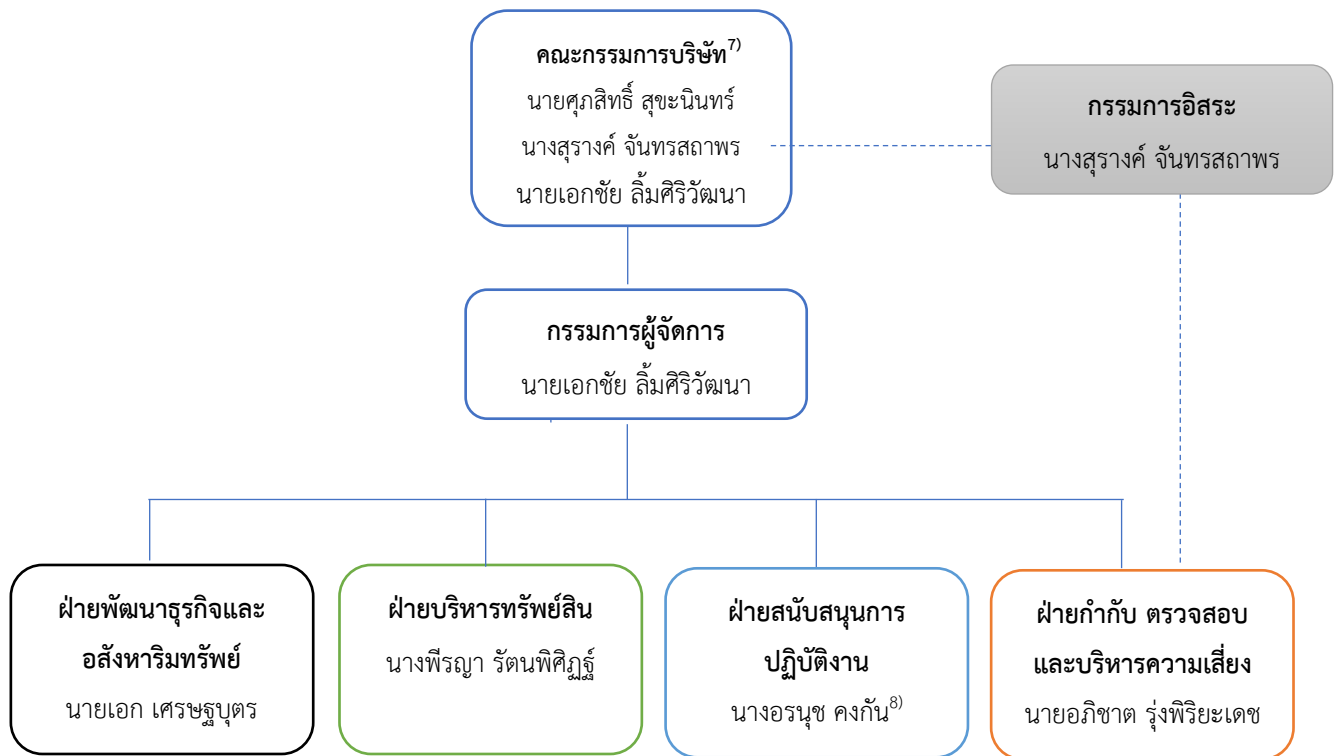 คณะกรรมการบริษัท7)
นายศุภสิทธิ์ สุขะนินทร์
นางสุรางค์ จันทรสถาพร
นายเอกชัย ลิ้มศิริวัฒนา
กรรมการอิสระ
นางสุรางค์ จันทรสถาพร
กรรมการผู้จัดการ
นายเอกชัย ลิ้มศิริวัฒนา
ฝ่ายพัฒนาธุรกิจและ
อสังหาริมทรัพย์
นายเอก เศรษฐบุตร
ฝ่ายบริหารทรัพย์สิน
นางพีรญา รัตนพิศิฏฐ์
ฝ่ายสนับสนุนการ
ปฏิบัติงาน
นางอรนุช คงกัน8)
ฝ่ายกำกับ ตรวจสอบ
และบริหารความเสี่ยง
นายอภิชาต รุ่งพิริยะเดช